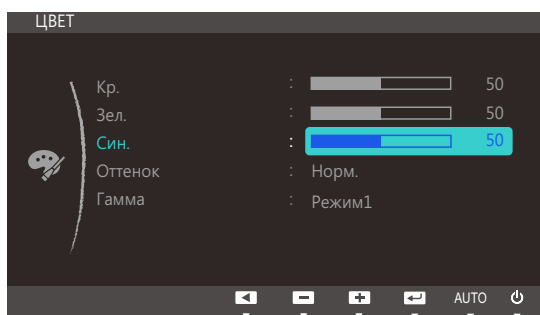 ЦВЕТ
Кр. : 50
Зел. : 50
Син. : 50
Оттенок : Норм.
Гамма : Режим1
AUTO